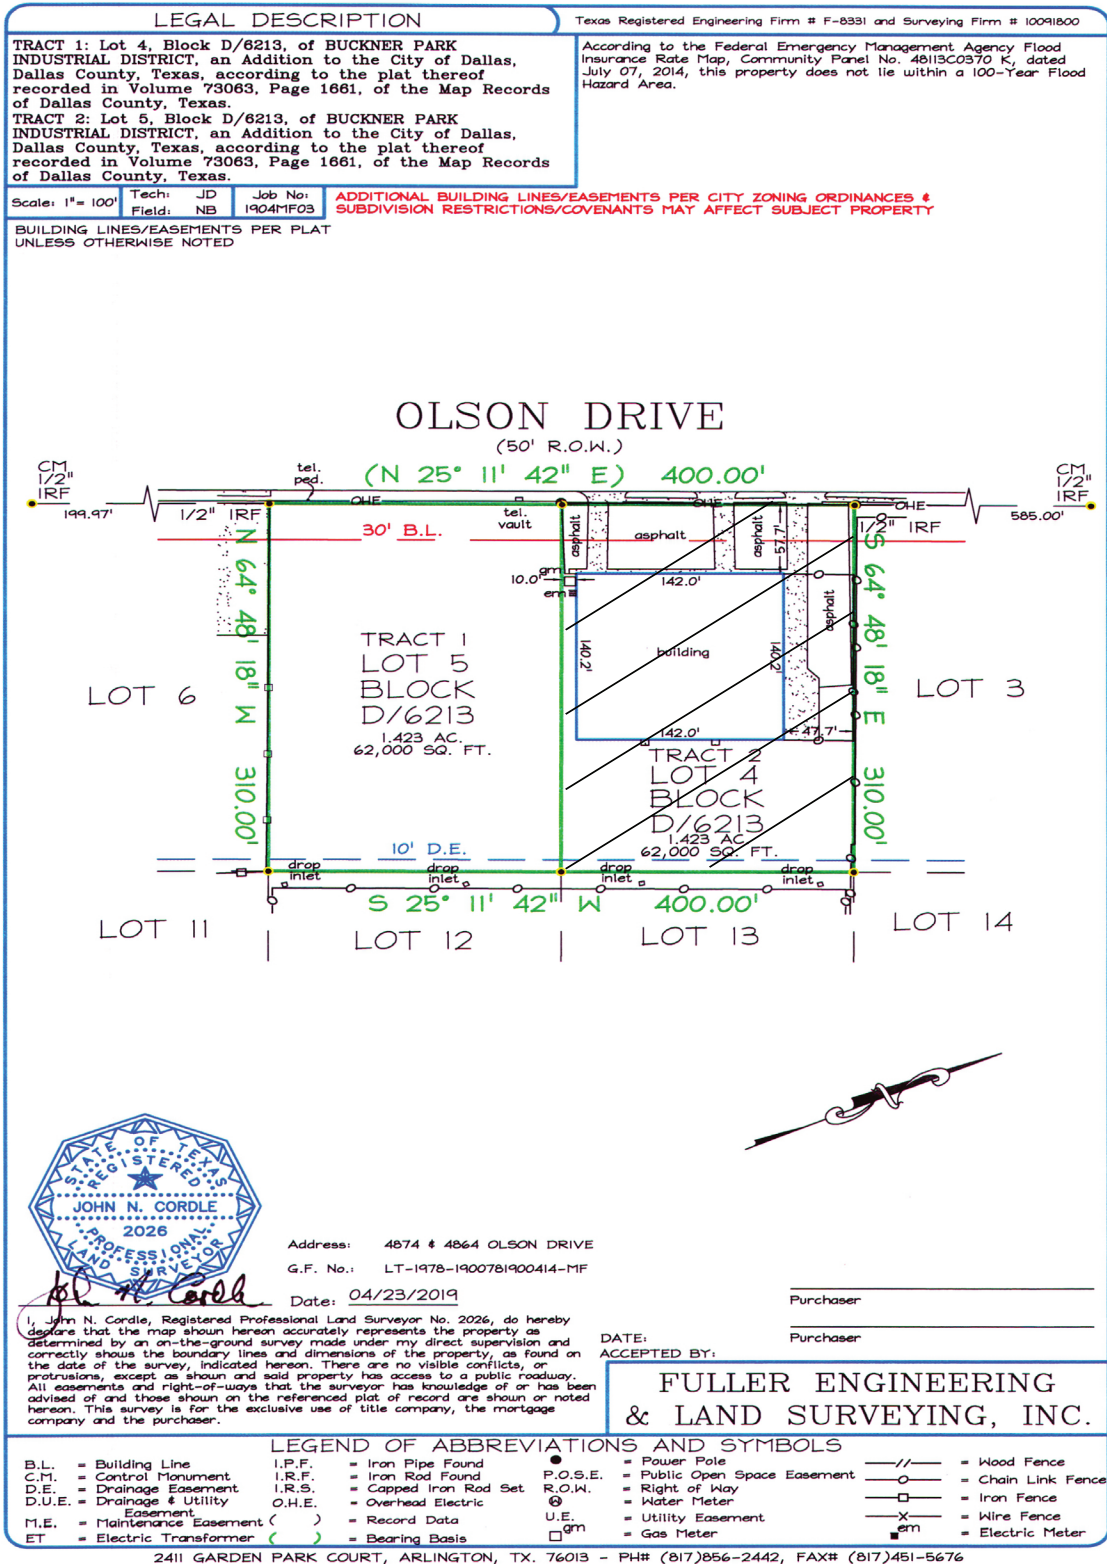 LEGAL DESCRIPTION
Texas Registered Engineering Firm # F-8331 and Surveying Firm # 10091800
TRACT 1: Lot 4, Block D/6213, of BUCKNER PARK
INDUSTRIAL DISTRICT, an Addition to the City of Dallas,
Dallas County, Texas, according to the plat thereof
recorded in Volume 73063, Page 1661, of the Map Records
of Dallas County, Texas.
TRACT 2: Lot 5, Block D/6213, of BUCKNER PARK
INDUSTRIAL DISTRICT, an Addition to the City of Dallas,
Dallas County, Texas, according to the plat thereof
recorded in Volume 73063, Page 1661, of the Map Records
of Dallas County, Texas.
According to the Federal Emergency Management Agency Flood
Insurance Rate Map, Community Panel No. 48113C0370 K, dated
July 07, 2014, this property does not lie within a 100-Year Flood
Hazard Area.
Scale: 1"= 100'
Tech: JD
Field: NB
Job No:
1904MF03
ADDITIONAL BUILDING LINES/EASEMENTS PER CITY ZONING ORDINANCES &
SUBDIVISION RESTRICTIONS/COVENANTS MAY AFFECT SUBJECT PROPERTY
BUILDING LINES/EASEMENTS PER PLAT
UNLESS OTHERWISE NOTED
OLSON DRIVE
(50' R.O.W.)
(N 25° 11' 42" E) 400.00'
CM
1/2"
IRF
199.97'
1/2" IRF
tel.
ped.
OHE
tel.
vault
OHE
1/2" IRF
CM
1/2"
IRF
585.00'
30' B.L.
asphalt
asphalt
asphalt
57.7'
gm
10.0'
em
142.0'
asphalt
N 64° 48' 18" W 310.00'
S 64° 48' 18" E 310.00'
140.2'
building
140.2'
142.0'
47.7'
LOT 6
TRACT 1
LOT 5
BLOCK
D/6213
1.423 AC.
62,000 SQ. FT.
LOT 3
TRACT 2
LOT 4
BLOCK
D/6213
1.423 AC
62,000 SQ. FT.
10' D.E.
drop
inlet
drop
inlet
drop
inlet
drop
inlet
S 25° 11' 42" W 400.00'
LOT 11
LOT 12
LOT 13
LOT 14
N
STATE OF TEXAS
REGISTERED
JOHN N. CORDLE
2026
PROFESSIONAL
LAND SURVEYOR
John N. Cordle
Address: 4874 & 4864 OLSON DRIVE
G.F. No.: LT-1978-1900781900414-MF
Date: 04/23/2019
I, John N. Cordle, Registered Professional Land Surveyor No. 2026, do hereby
declare that the map shown hereon accurately represents the property as
determined by an on-the-ground survey made under my direct supervision and
correctly shows the boundary lines and dimensions of the property, as found on
the date of the survey, indicated hereon. There are no visible conflicts, or
protrusions, except as shown and said property has access to a public roadway.
All easements and right-of-ways that the surveyor has knowledge of or has been
advised of and those shown on the referenced plat of record are shown or noted
hereon. This survey is for the exclusive use of title company, the mortgage
company and the purchaser.
Purchaser
DATE:
Purchaser
ACCEPTED BY:
FULLER ENGINEERING
& LAND SURVEYING, INC.
LEGEND OF ABBREVIATIONS AND SYMBOLS
B.L. = Building Line
C.M. = Control Monument
D.E. = Drainage Easement
D.U.E. = Drainage & Utility
Easement
M.E. = Maintenance Easement
ET = Electric Transformer
I.P.F. = Iron Pipe Found
I.R.F. = Iron Rod Found
I.R.S. = Capped Iron Rod Set
O.H.E. = Overhead Electric
( ) = Record Data
( ) = Bearing Basis
= Power Pole
P.O.S.E. = Public Open Space Easement
R.O.W. = Right of Way
W = Water Meter
U.E. = Utility Easement
gm = Gas Meter
= Wood Fence
= Chain Link Fence
= Iron Fence
= Wire Fence
em = Electric Meter
2411 GARDEN PARK COURT, ARLINGTON, TX. 76013 - PH# (817)856-2442, FAX# (817)451-5676